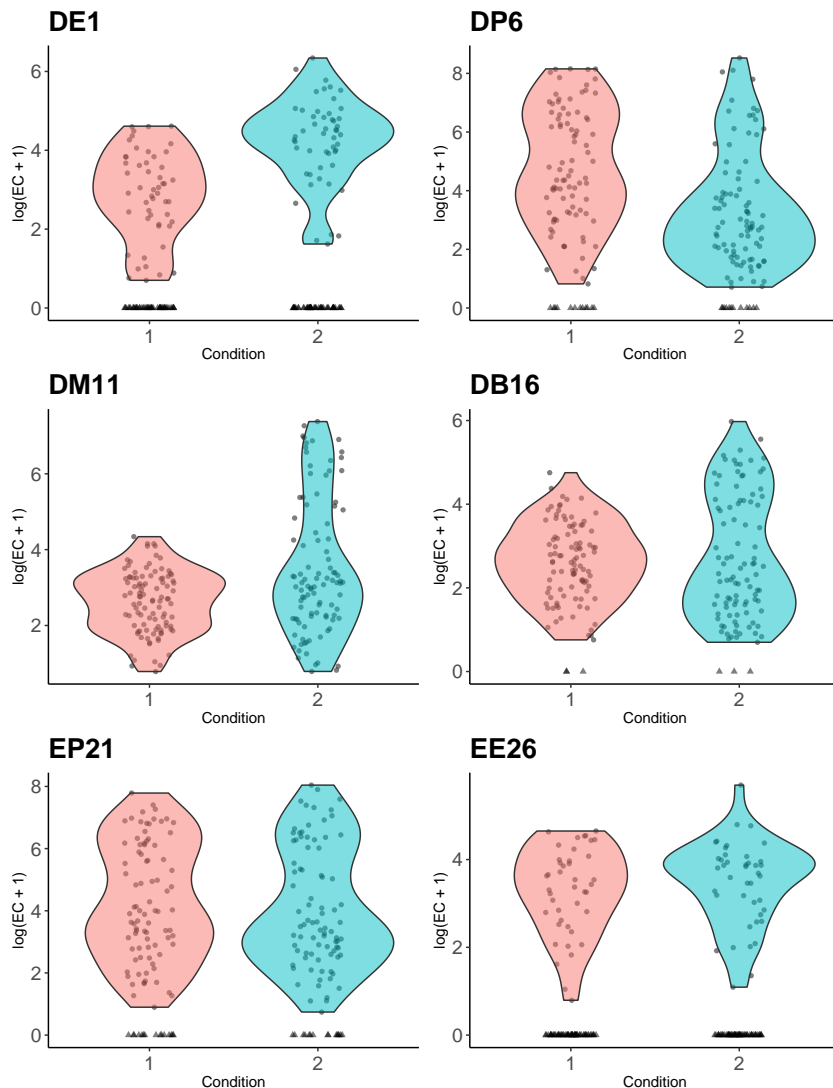 DE1
DP6
log(EC + 1)
6
4
2
0
1
2
Condition
log(EC + 1)
8
6
4
2
0
1
2
Condition
DM11
DB16
log(EC + 1)
6
4
2
1
2
Condition
log(EC + 1)
6
4
2
0
1
2
Condition
EP21
EE26
log(EC + 1)
8
6
4
2
0
1
2
Condition
log(EC + 1)
4
2
0
1
2
Condition